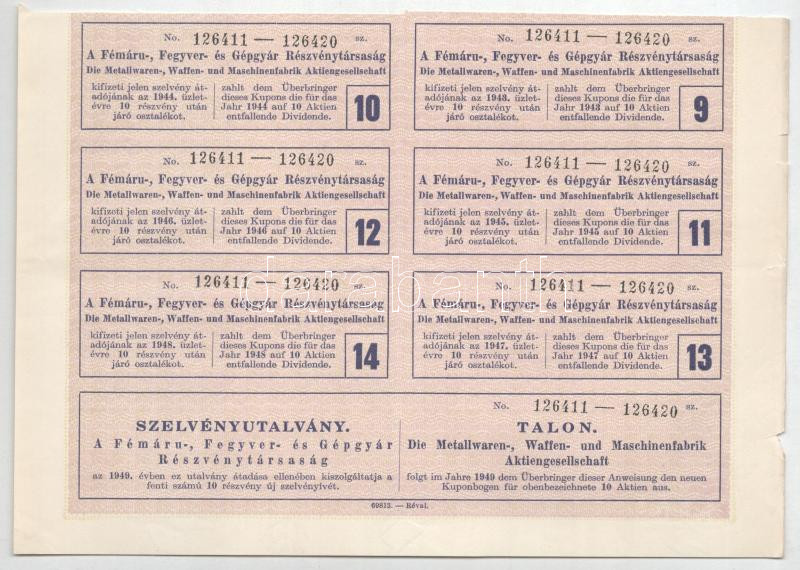 No. 126411 — 126420 sz.
A Fémáru-, Fegyver- és Gépgyár Részvénytársaság
Die Metallwaren-, Waffen- und Maschinenfabrik Aktiengesellschaft
kifizeti jelen szelvény át-
adójának az 1944. üzlet-
évre 10 részvény után
járó osztalékot.
zahlt dem Überbringer
dieses Kupons die für das
Jahr 1944 auf 10 Aktien
entfallende Dividende.
10
No. 126411 — 126420 sz.
A Fémáru-, Fegyver- és Gépgyár Részvénytársaság
Die Metallwaren-, Waffen- und Maschinenfabrik Aktiengesellschaft
kifizeti jelen szelvény át-
adójának az 1943. üzlet-
évre 10 részvény után
járó osztalékot.
zahlt dem Überbringer
dieses Kupons die für das
Jahr 1943 auf 10 Aktien
entfallende Dividende.
9
No. 126411 — 126420 sz.
A Fémáru-, Fegyver- és Gépgyár Részvénytársaság
Die Metallwaren-, Waffen- und Maschinenfabrik Aktiengesellschaft
kifizeti jelen szelvény át-
adójának az 1946. üzlet-
évre 10 részvény után
járó osztalékot.
zahlt dem Überbringer
dieses Kupons die für das
Jahr 1946 auf 10 Aktien
entfallende Dividende.
12
No. 126411 — 126420 sz.
A Fémáru-, Fegyver- és Gépgyár Részvénytársaság
Die Metallwaren-, Waffen- und Maschinenfabrik Aktiengesellschaft
kifizeti jelen szelvény át-
adójának az 1945. üzlet-
évre 10 részvény után
járó osztalékot.
zahlt dem Überbringer
dieses Kupons die für das
Jahr 1945 auf 10 Aktien
entfallende Dividende.
11
No. 126411 — 126420 sz.
A Fémáru-, Fegyver- és Gépgyár Részvénytársaság
Die Metallwaren-, Waffen- und Maschinenfabrik Aktiengesellschaft
kifizeti jelen szelvény át-
adójának az 1948. üzlet-
évre 10 részvény után
járó osztalékot.
zahlt dem Überbringer
dieses Kupons die für das
Jahr 1948 auf 10 Aktien
entfallende Dividende.
14
No. 126411 — 126420 sz.
A Fémáru-, Fegyver- és Gépgyár Részvénytársaság
Die Metallwaren-, Waffen- und Maschinenfabrik Aktiengesellschaft
kifizeti jelen szelvény át-
adójának az 1947. üzlet-
évre 10 részvény után
járó osztalékot.
zahlt dem Überbringer
dieses Kupons die für das
Jahr 1947 auf 10 Aktien
entfallende Dividende.
13
SZELVÉNYUTALVÁNY.
A Fémáru-, Fegyver- és Gépgyár
Részvénytársaság
az 1949. évben ez utalvány átadása ellenében kiszolgáltatja a
fenti számú 10 részvény új szelvényívét.
No. 126411 — 126420 sz.
TALON.
Die Metallwaren-, Waffen- und Maschinenfabrik
Aktiengesellschaft
folgt im Jahre 1949 dem Überbringer dieser Anweisung den neuen
Kuponbogen für obenbezeichnete 10 Aktien aus.
69813. — Révai.
darabanth